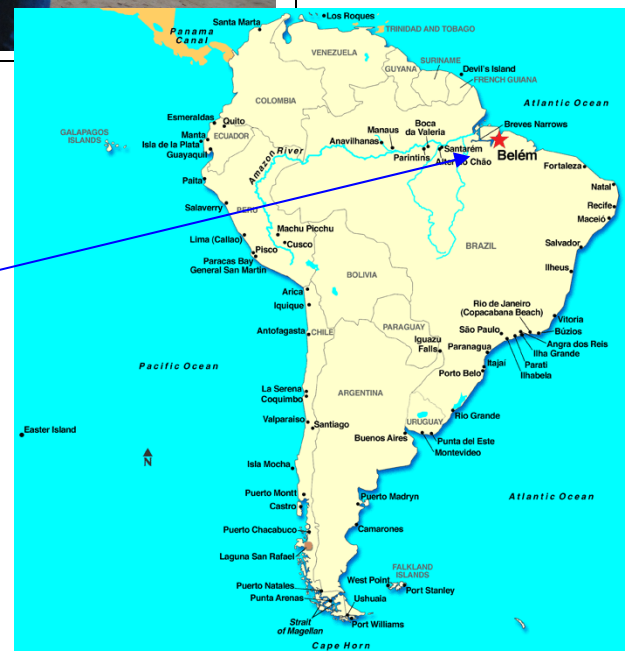 Santa Marta
Los Roques
Panama
Canal
TRINIDAD AND TOBAGO
VENEZUELA
GUYANA
SURINAME
Devil's Island
FRENCH GUIANA
COLOMBIA
Atlantic Ocean
GALAPAGOS
ISLANDS
Esmeraldas
Quito
Manta
ECUADOR
Isla de la Plata
Guayaquil
Amazon River
Manaus
Anavilhanas
Boca
da Valeria
Parintins
Santarém
Breves Narrows
Belém
Fortaleza
Paita
Natal
Salaverry
PERU
Recife
Maceió
Lima (Callao)
Machu Picchu
Cusco
Pisco
Paracas Bay
General San Martín
BRAZIL
Salvador
Ilheus
BOLIVIA
Arica
Iquique
Rio de Janeiro
(Copacabana Beach)
Vitoria
Antofagasta
CHILE
PARAGUAY
São Paulo
Búzios
Iguazu
Falls
Paranagua
Angra dos Reis
Ilha Grande
Parati
Ilhabela
Itajaí
Porto Belo
Pacific Ocean
La Serena
Coquimbo
ARGENTINA
Valparaiso
Santiago
Rio Grande
URUGUAY
Easter Island
Buenos Aires
Punta del Este
Montevideo
N
Isla Mocha
Puerto Montt
Castro
Puerto Madryn
Atlantic Ocean
Puerto Chacabuco
Camarones
Laguna San Rafael
FALKLAND
ISLANDS
West Point
Port Stanley
Puerto Natales
Punta Arenas
Ushuaia
Strait
of Magellan
Port Williams
Cape Horn